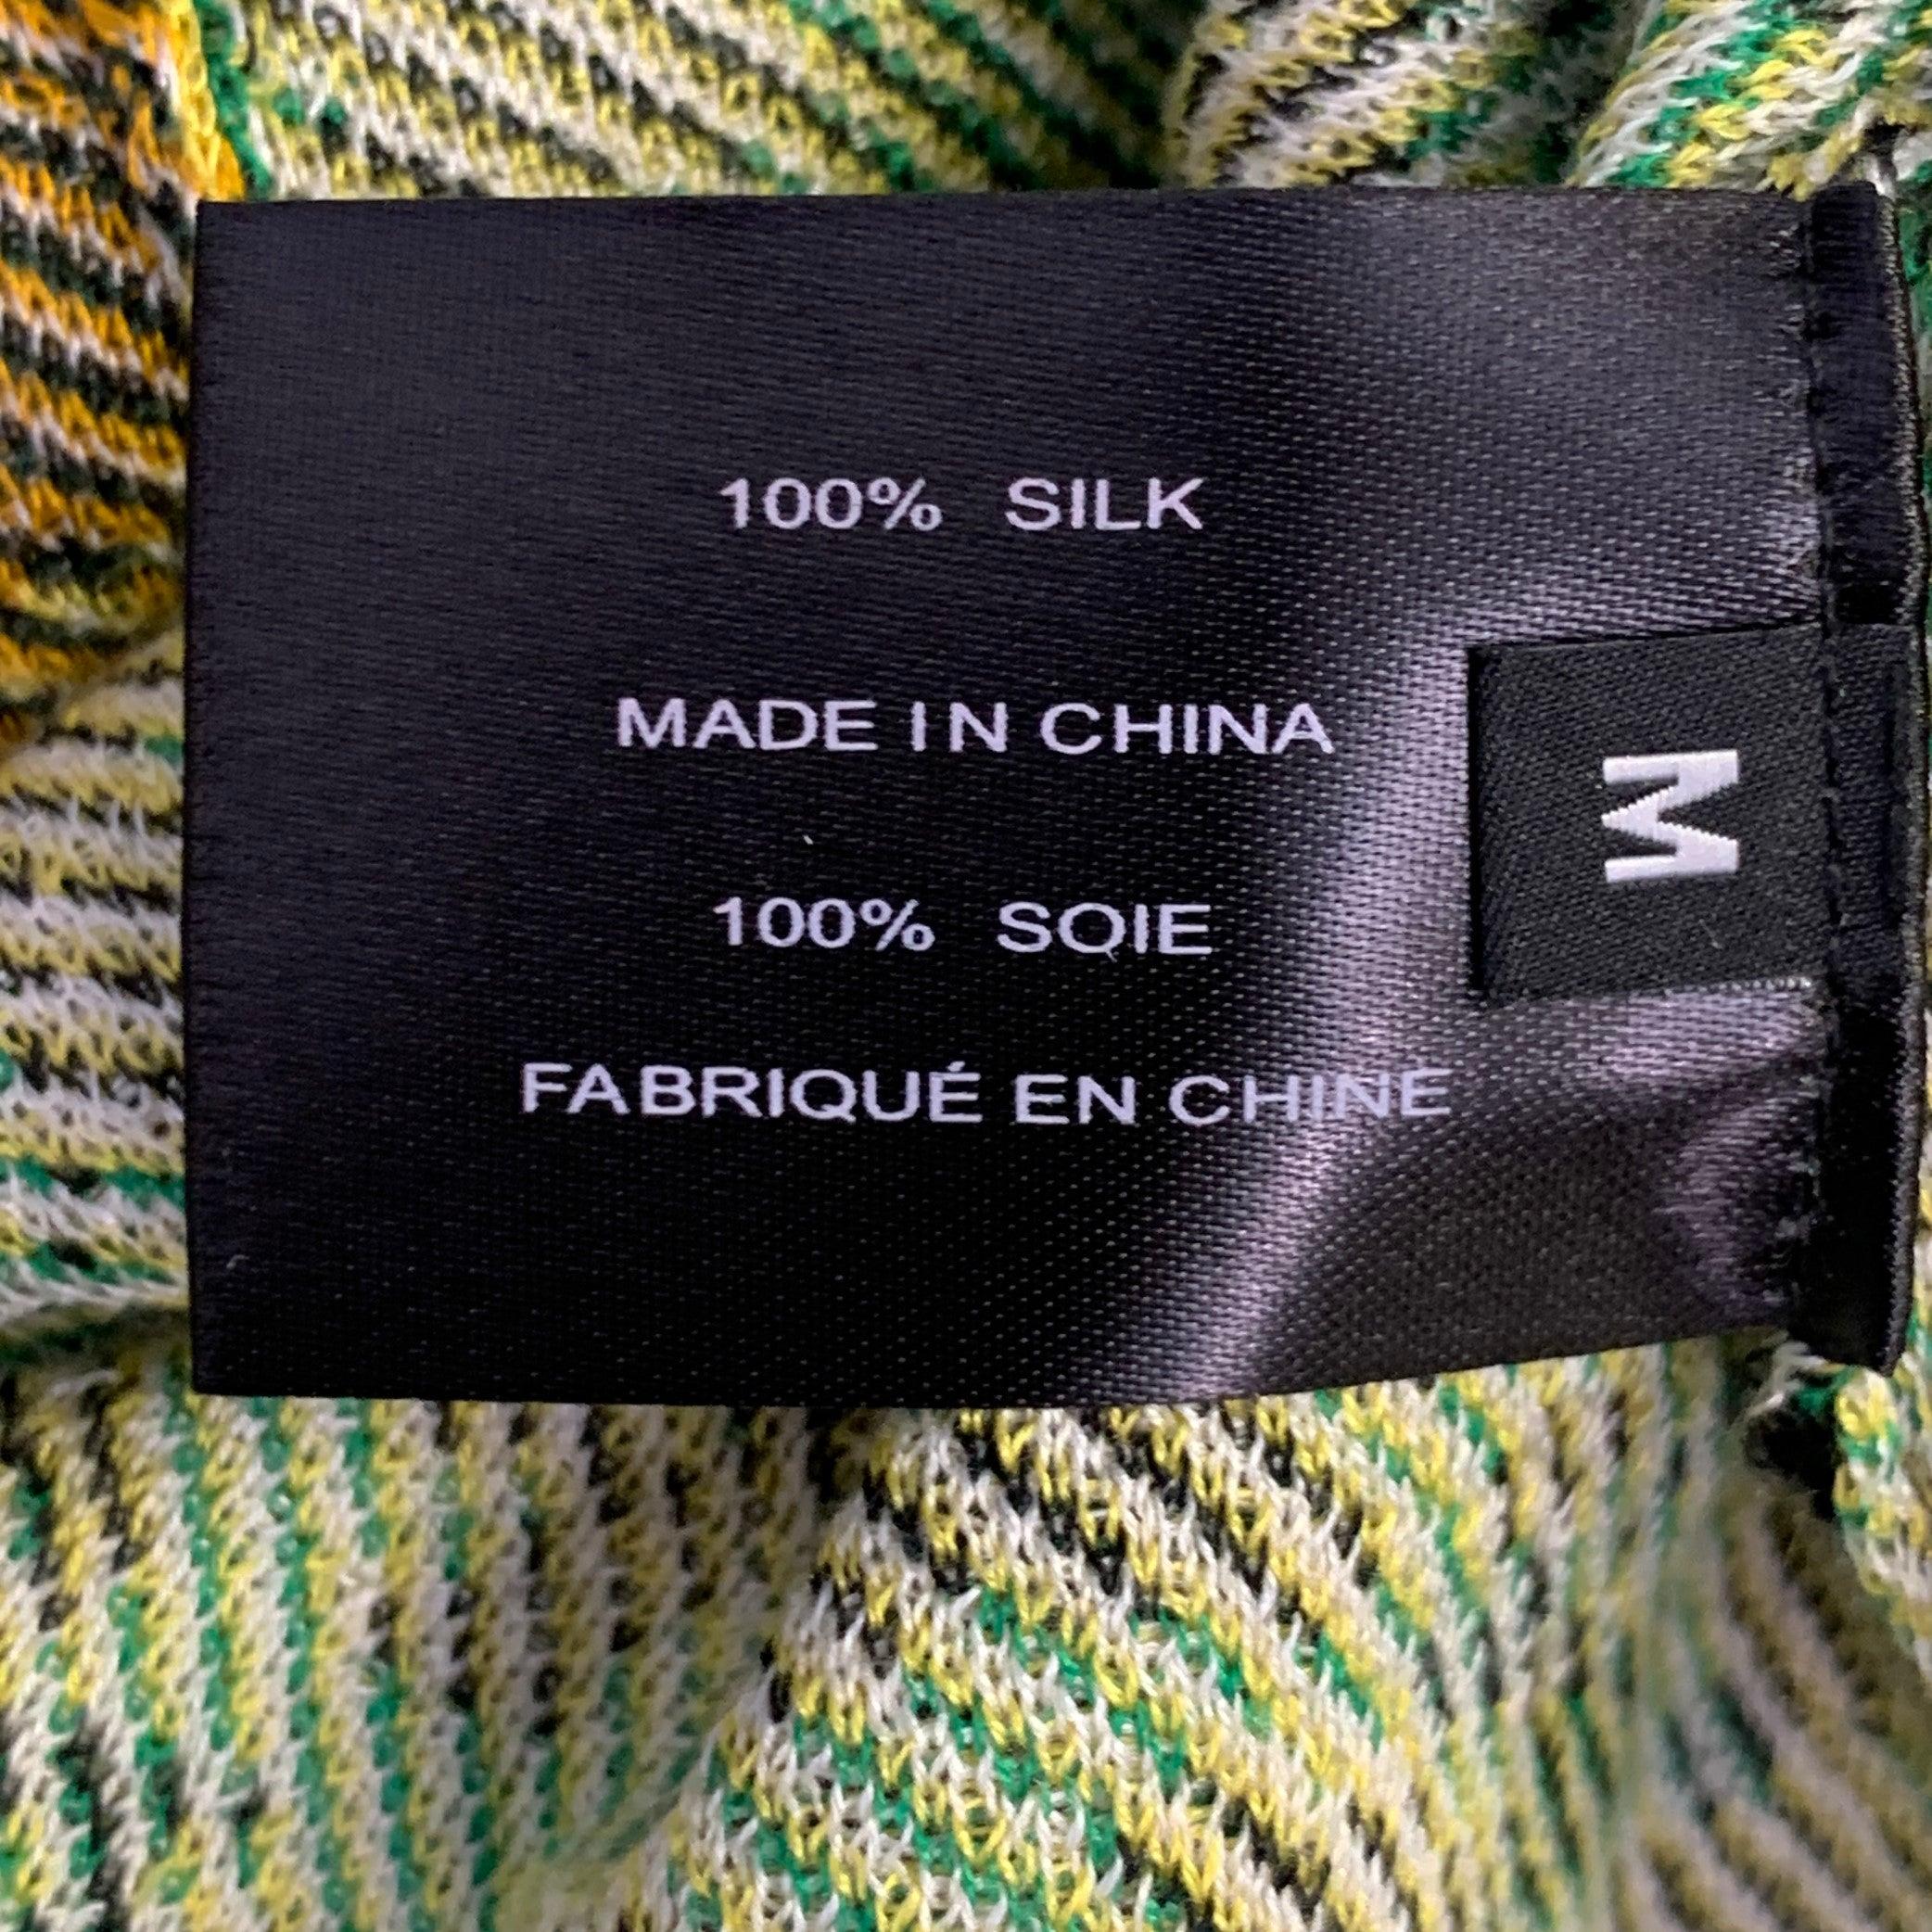 100% SILK
MADE IN CHINA
M
100% SOIE
FABRIQUÉ EN CHINE